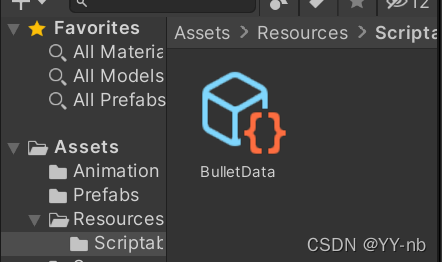 12
Favorites
All Materia
All Models
All Prefabs
Assets
Animation
Prefabs
Resources
Scriptab
Assets > Resources > Scripta
BulletData
CSDN @YY-nb